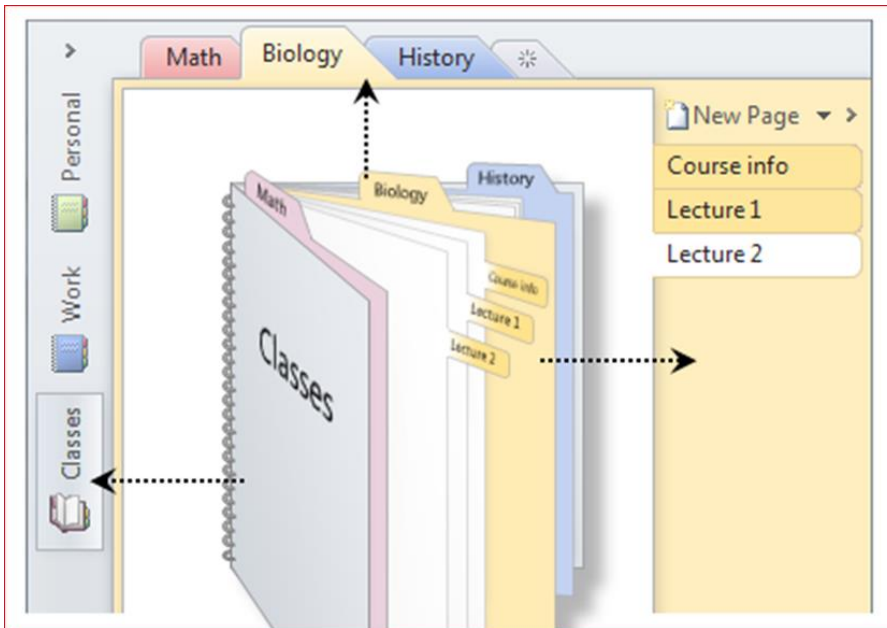 Math
Biology
History
Personal
Work
Classes
New Page
Course info
Lecture 1
Lecture 2
Math
Biology
History
Course info
Lecture 1
Lecture 2
Classes